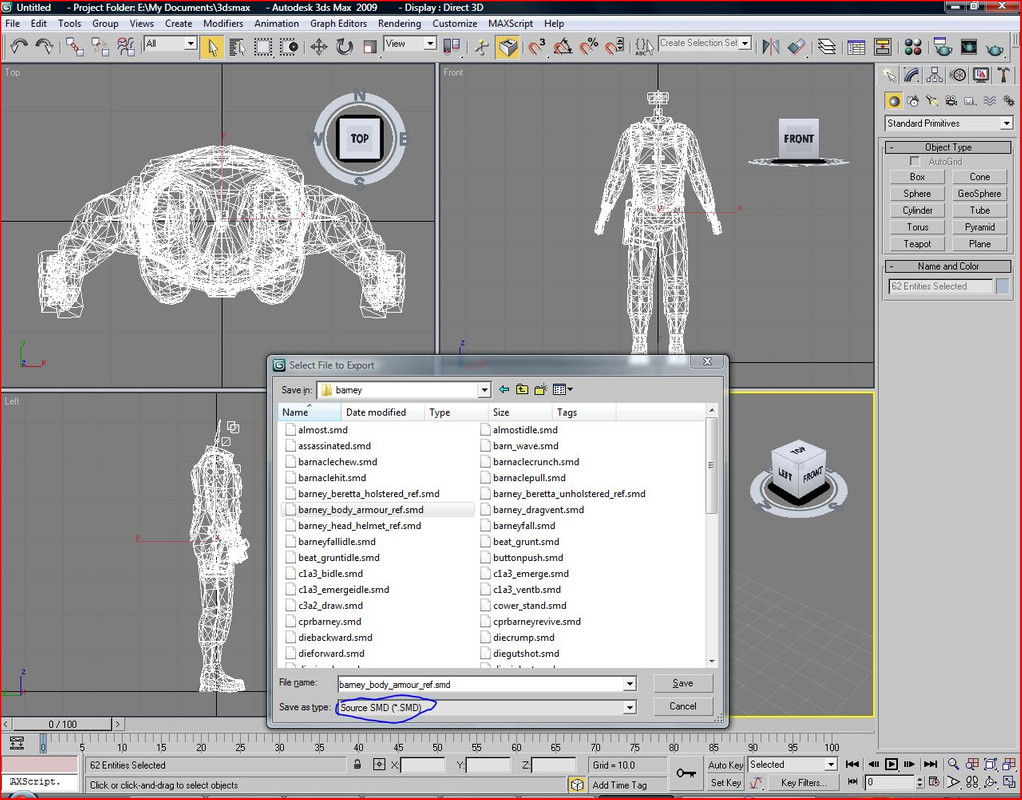 Untitled - Project Folder: E:\My Documents\3dsmax - Autodesk 3ds Max 2009 - Display : Direct 3D
File Edit Tools Group Views Create Modifiers Animation Graph Editors Rendering Customize MAXScript Help
All View Create Selection Set
Top
N
W TOP E
S
Front
FRONT
Standard Primitives
- Object Type
AutoGrid
Box Cone
Sphere GeoSphere
Cylinder Tube
Torus Pyramid
Teapot Plane
- Name and Color
62 Entities Selected
Left
TOP
LEFT FRONT
Select File to Export
Save in: barney
Name Date modified Type Size Tags
almost.smd almostidle.smd
assassinated.smd barn_wave.smd
barnaclechew.smd barnaclecrunch.smd
barnaclehit.smd barnaclepull.smd
barney_beretta_holstered_ref.smd barney_beretta_unholstered_ref.smd
barney_body_armour_ref.smd barney_dragvent.smd
barney_head_helmet_ref.smd barneyfall.smd
barneyfallidle.smd beat_grunt.smd
beat_gruntidle.smd buttonpush.smd
c1a3_bidle.smd c1a3_emerge.smd
c1a3_emergeidle.smd c1a3_ventb.smd
c3a2_draw.smd cower_stand.smd
cprbarney.smd cprbarneyrevive.smd
diebackward.smd diecrump.smd
dieforward.smd diegutshot.smd
File name: barney_body_armour_ref.smd Save
Save as type: Source SMD (*.SMD) Cancel
< 0 / 100 >
0 5 10 15 20 25 30 35 40 45 50 55 60 65 70 75 80 85 90 95 100
62 Entities Selected X: Y: Z: Grid = 10.0 Auto Key Selected
AXScript. Click or click-and-drag to select objects Add Time Tag Set Key Key Filters... 0